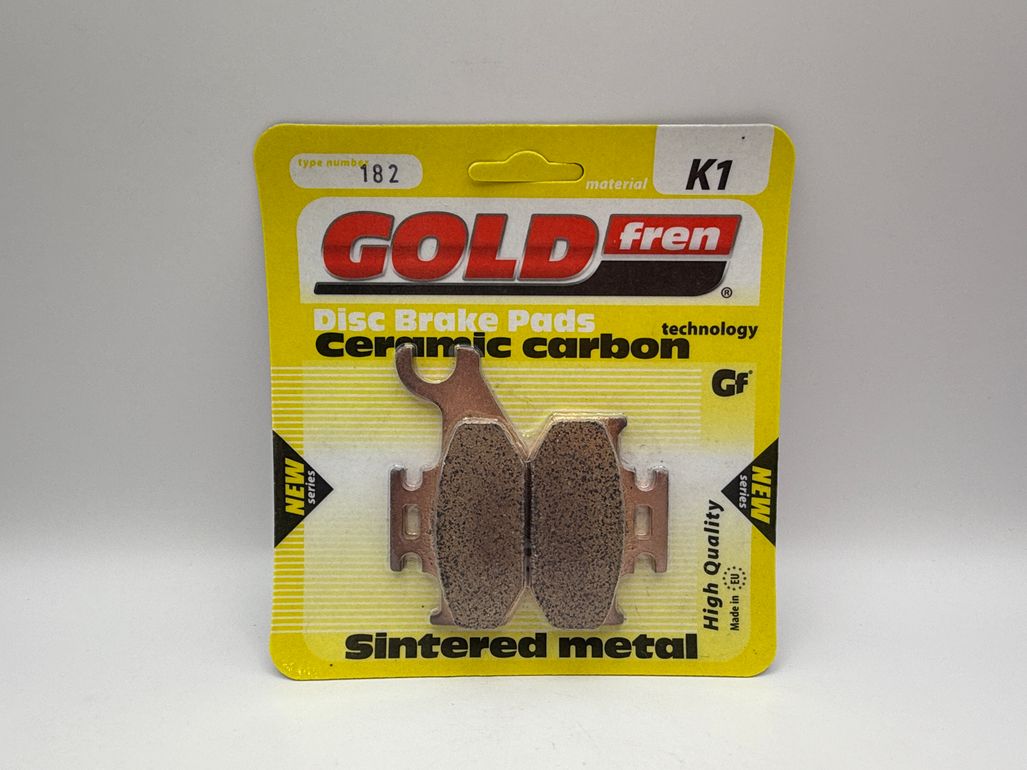 type number
182
material
K1
GOLD fren
®
Disc Brake Pads
technology
Ceramic carbon
Gf
NEW
series
NEW
series
High Quality
Made in EU
Sintered metal